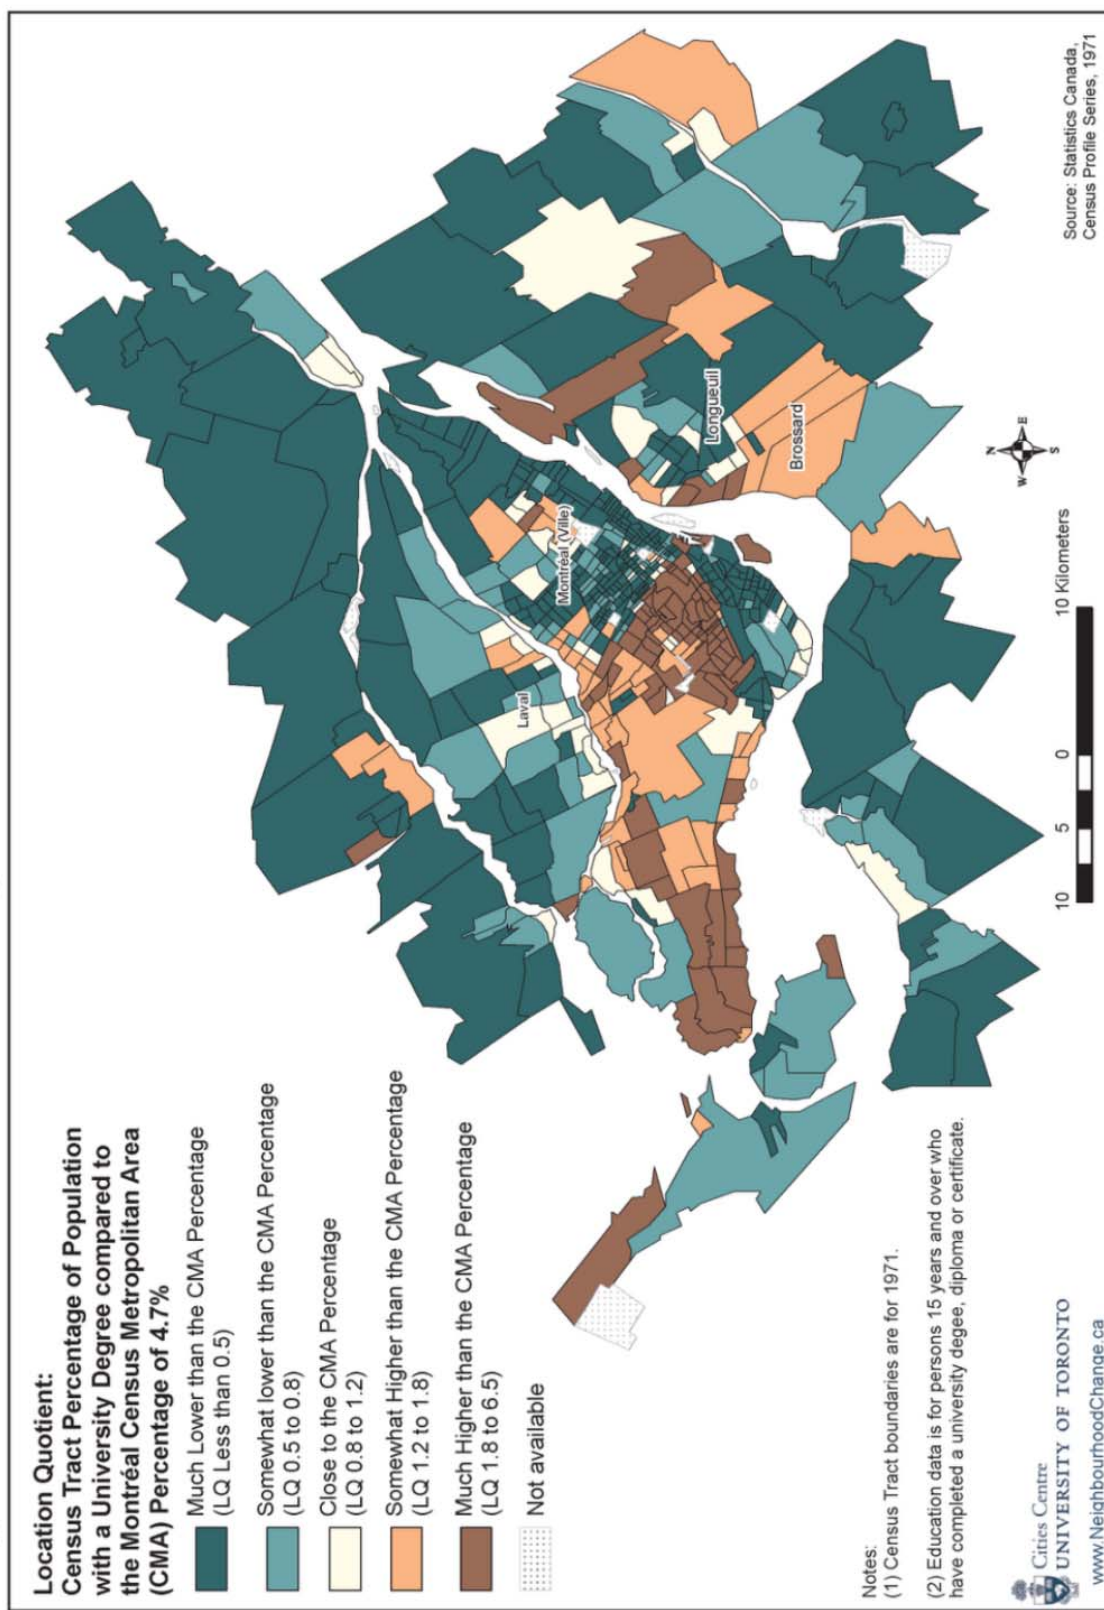 Location Quotient:
Census Tract Percentage of Population
with a University Degree compared to
the Montréal Census Metropolitan Area
(CMA) Percentage of 4.7%
Much Lower than the CMA Percentage
(LQ Less than 0.5)
Somewhat lower than the CMA Percentage
(LQ 0.5 to 0.8)
Close to the CMA Percentage
(LQ 0.8 to 1.2)
Somewhat Higher than the CMA Percentage
(LQ 1.2 to 1.8)
Much Higher than the CMA Percentage
(LQ 1.8 to 6.5)
Not available
Laval
Montréal (Ville)
Longueuil
Brossard
N
W E
S
10 5 0 10 Kilometers
Notes:
(1) Census Tract boundaries are for 1971.
(2) Education data is for persons 15 years and over who
have completed a university degee, diploma or certificate.
Source: Statistics Canada,
Census Profile Series, 1971
Cities Centre
UNIVERSITY OF TORONTO
www.NeighbourhoodChange.ca